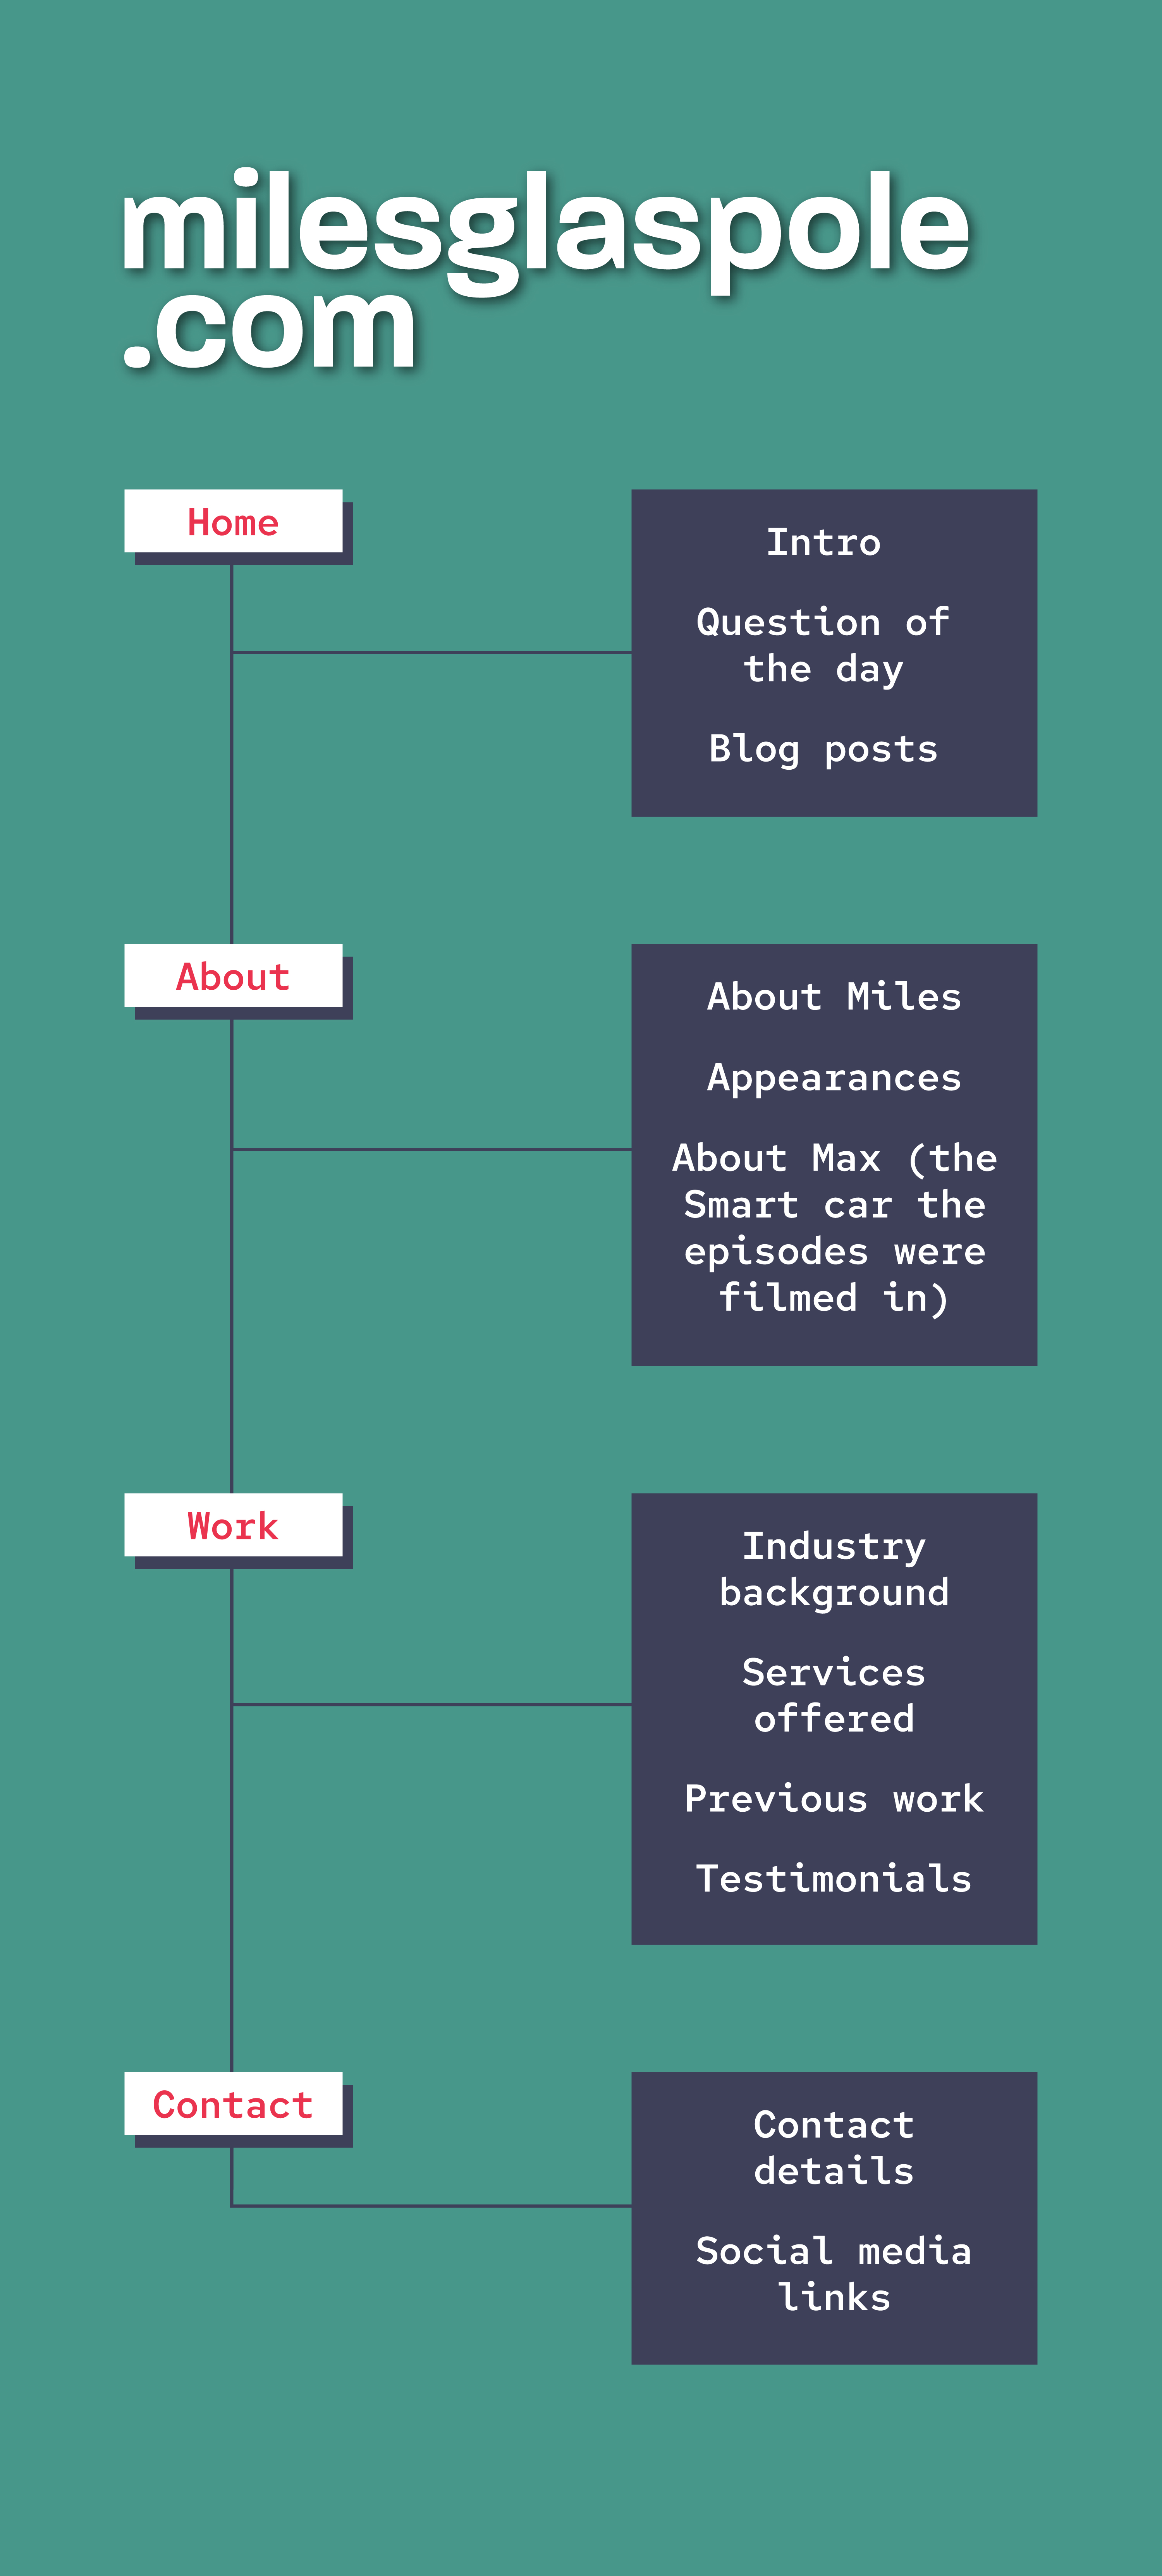 milesglaspole
.com
Home
Intro
Question of
the day
Blog posts
About
About Miles
Appearances
About Max (the
Smart car the
episodes were
filmed in)
Work
Industry
background
Services
offered
Previous work
Testimonials
Contact
Contact
details
Social media
links